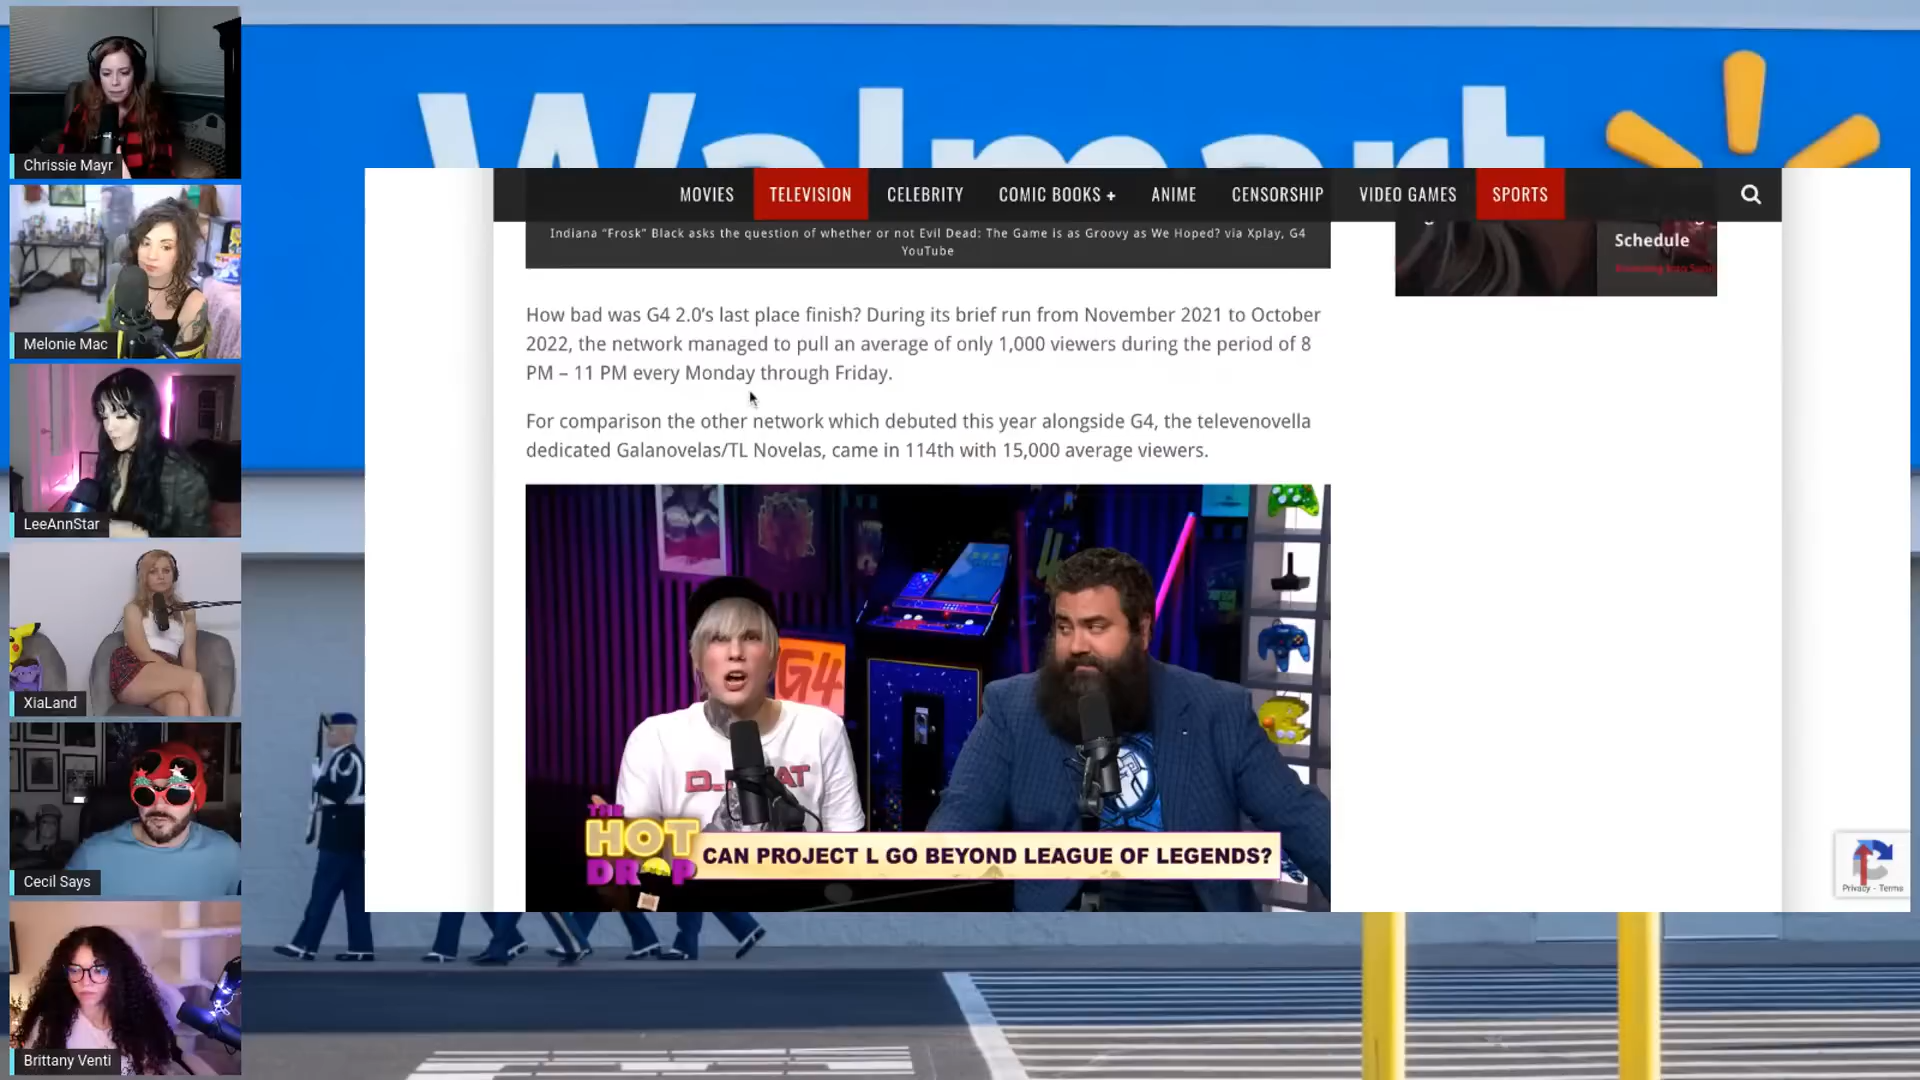 Walmart
Chrissie Mayr
Melonie Mac
LeeAnnStar
XiaLand
Cecil Says
Brittany Venti
MOVIES TELEVISION CELEBRITY COMIC BOOKS + ANIME CENSORSHIP VIDEO GAMES SPORTS
Indiana “Frosk” Black asks the question of whether or not Evil Dead: The Game is as Groovy as We Hoped? via Xplay, G4
YouTube
Schedule
How bad was G4 2.0’s last place finish? During its brief run from November 2021 to October
2022, the network managed to pull an average of only 1,000 viewers during the period of 8
PM – 11 PM every Monday through Friday.
For comparison the other network which debuted this year alongside G4, the televenovella
dedicated Galanovelas/TL Novelas, came in 114th with 15,000 average viewers.
G4
THE
HOT
DROP
CAN PROJECT L GO BEYOND LEAGUE OF LEGENDS?
Privacy - Terms